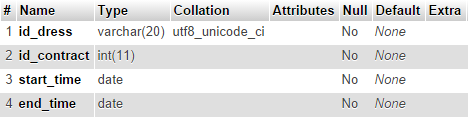 # Name Type Collation Attributes Null Default Extra
1 id_dress varchar(20) utf8_unicode_ci No None
2 id_contract int(11) No None
3 start_time date No None
4 end_time date No None